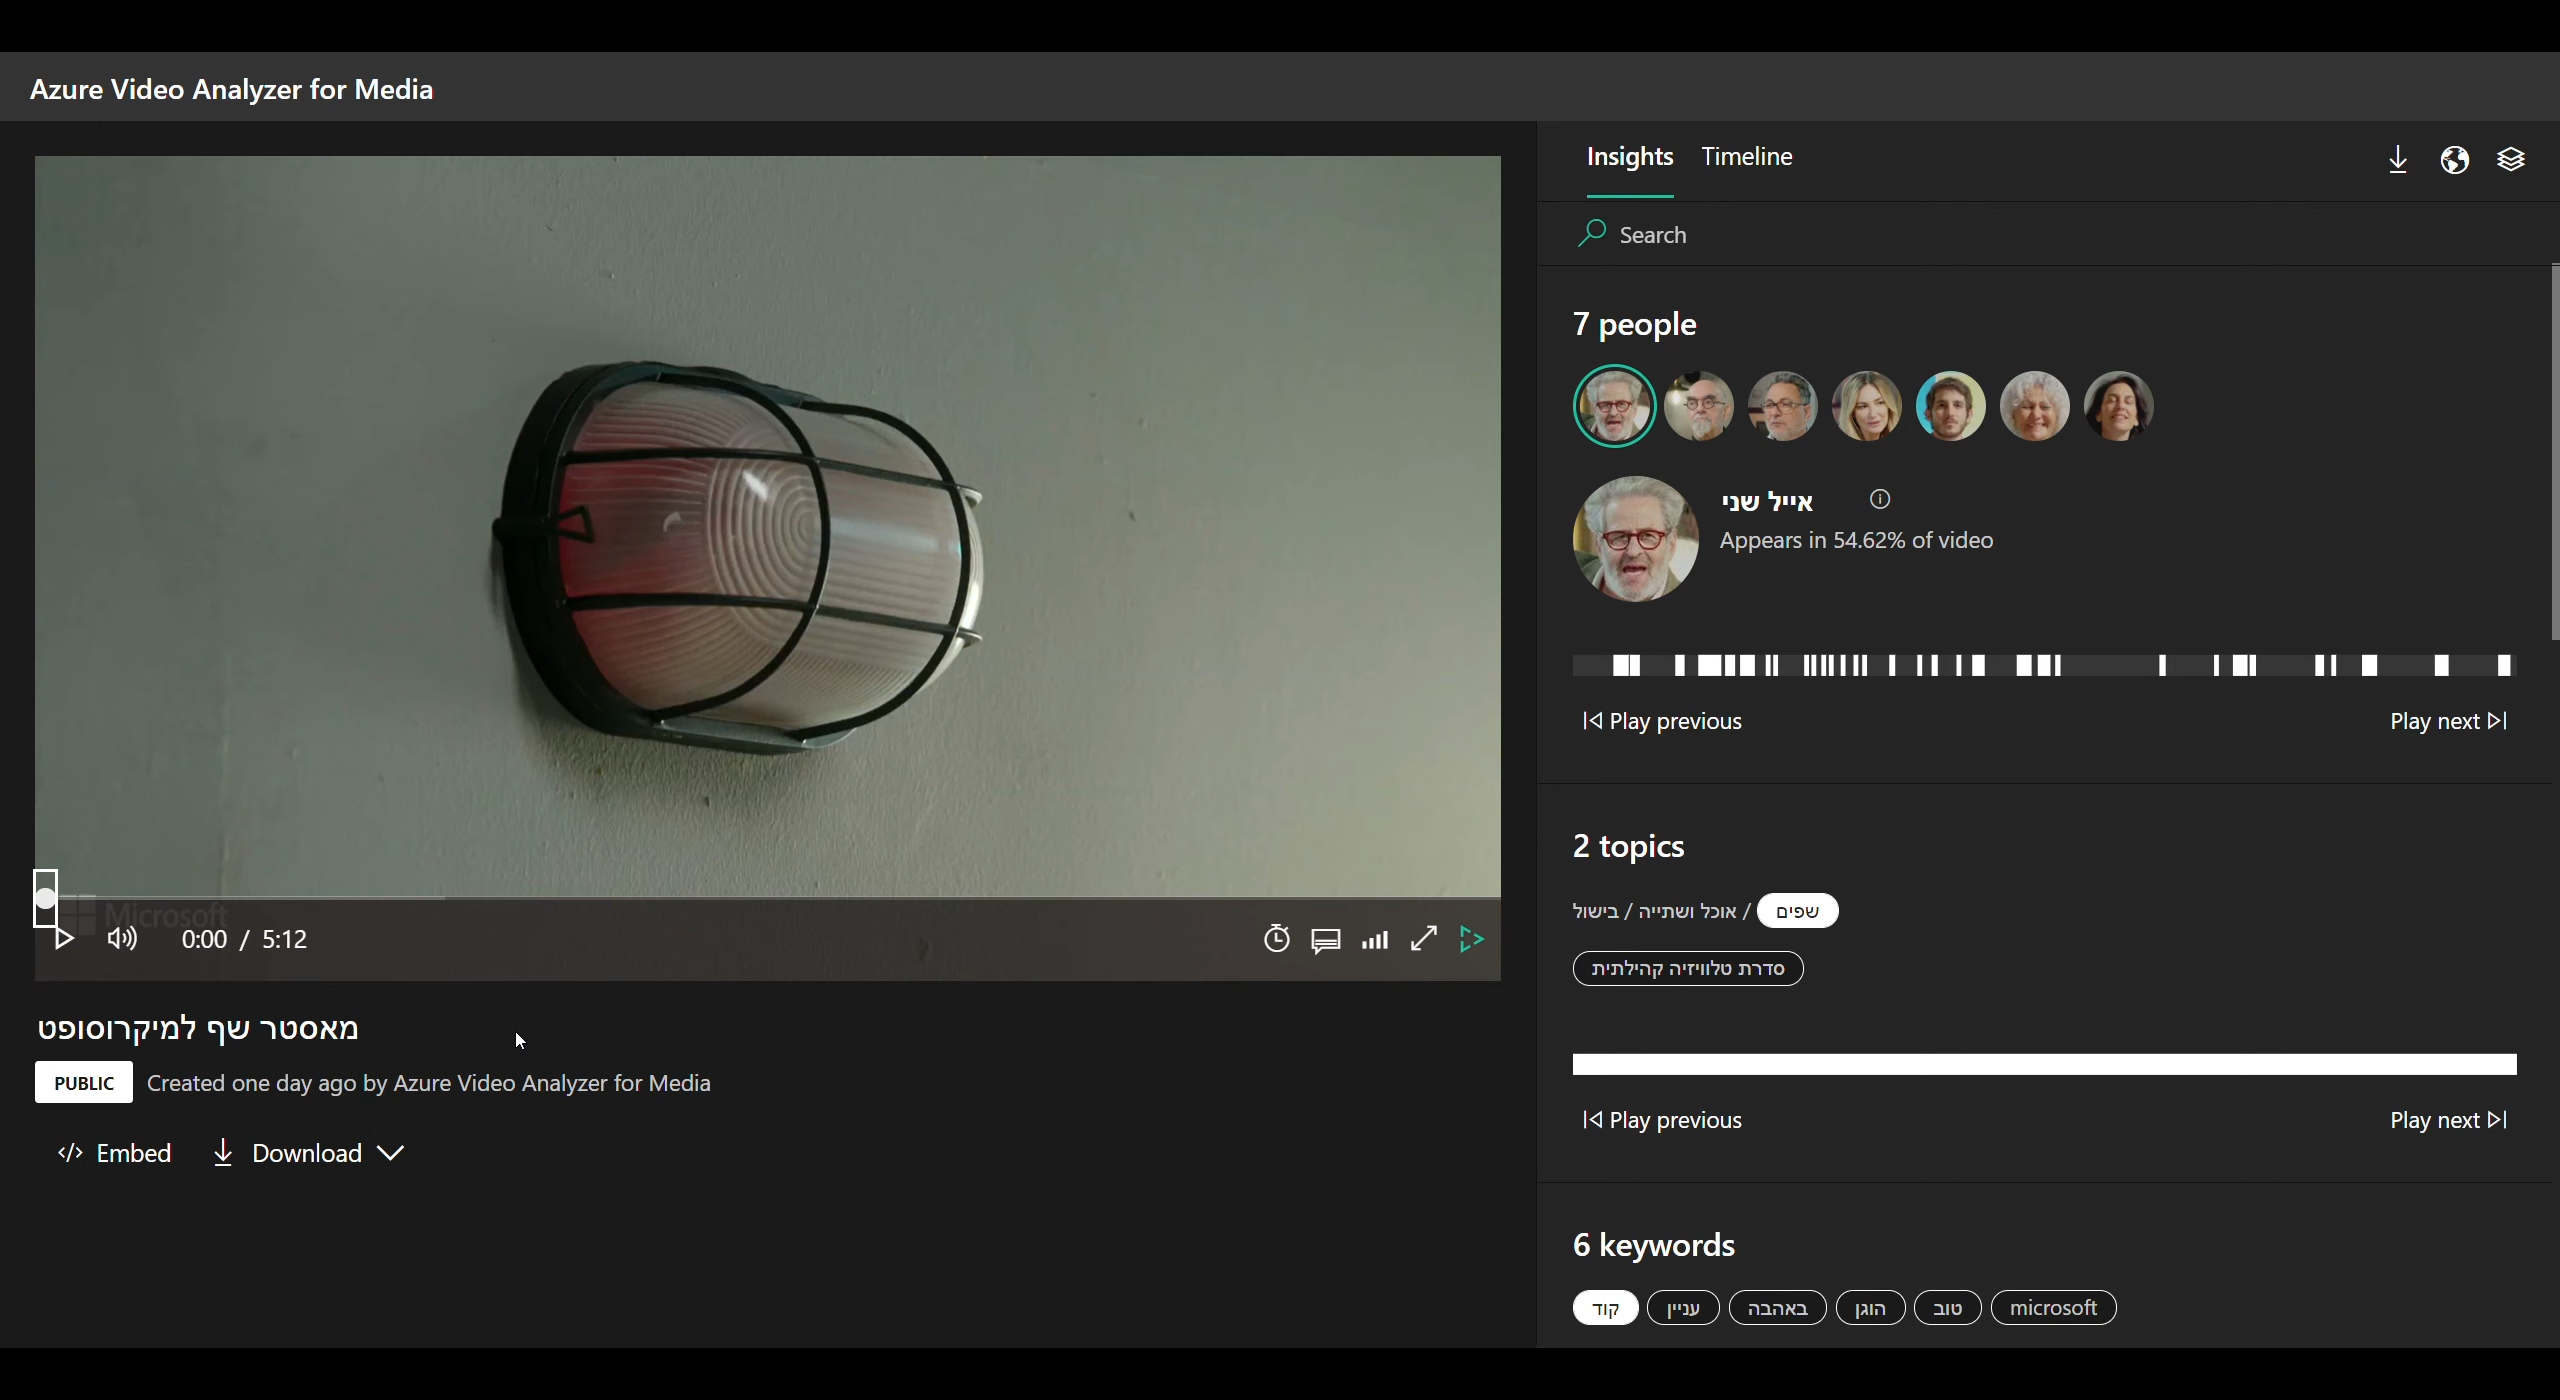 Azure Video Analyzer for Media
Microsoft
0:00 / 5:12
מאסטר שף למיקרוסופט
PUBLIC Created one day ago by Azure Video Analyzer for Media
</> Embed Download
Insights Timeline
Search
7 people
אייל שני
Appears in 54.62% of video
Play previous Play next
2 topics
אוכל ושתייה / בישול / שפים
סדרת טלוויזיה קהילתית
Play previous Play next
6 keywords
קוד עניין באהבה הוגן טוב microsoft